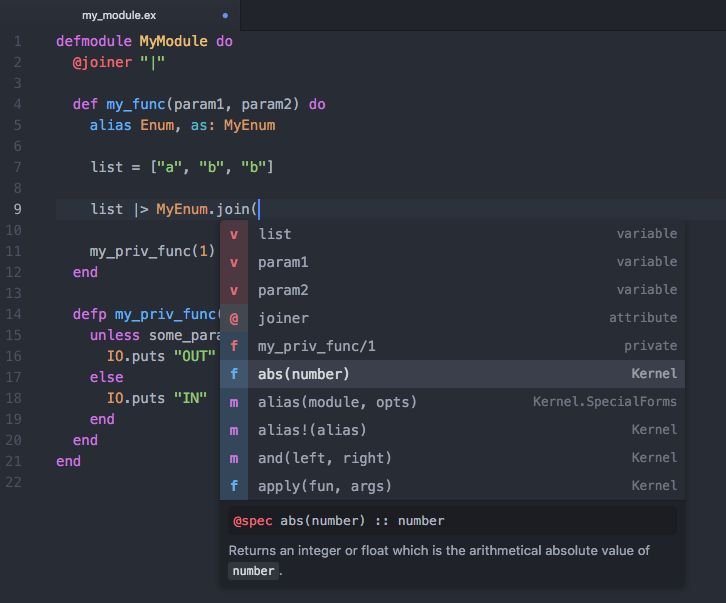 my_module.ex
1 defmodule MyModule do
2 @joiner "|"
3
4 def my_func(param1, param2) do
5 alias Enum, as: MyEnum
6
7 list = ["a", "b", "b"]
8
9 list |> MyEnum.join(
10
11 my_priv_func(1)
12 end
13
14 defp my_priv_func(
15 unless some_para
16 IO.puts "OUT"
17 else
18 IO.puts "IN"
19 end
20 end
21 end
22
v list variable
v param1 variable
v param2 variable
@ joiner attribute
f my_priv_func/1 private
f abs(number) Kernel
m alias(module, opts) Kernel.SpecialForms
m alias!(alias) Kernel
m and(left, right) Kernel
f apply(fun, args) Kernel
@spec abs(number) :: number
Returns an integer or float which is the arithmetical absolute value of
number.